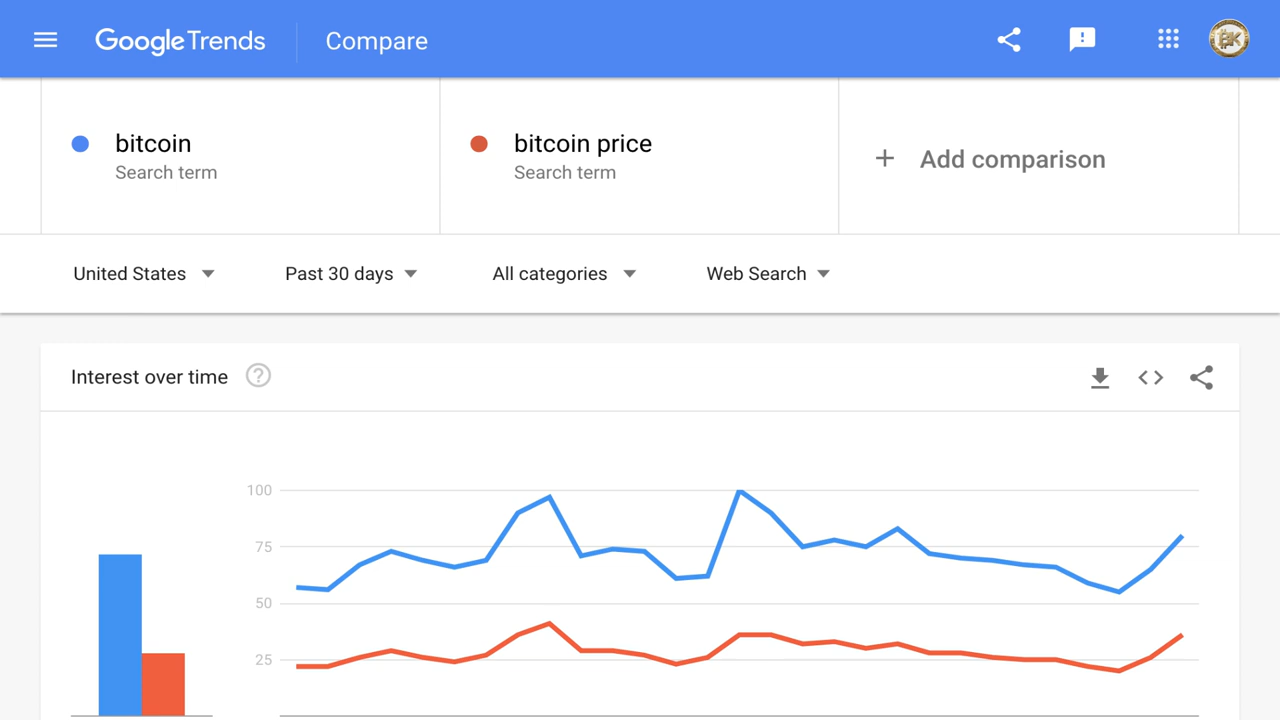 Google Trends Compare
bitcoin
Search term
bitcoin price
Search term
+ Add comparison
United States Past 30 days All categories Web Search
Interest over time ?
100
75
50
25